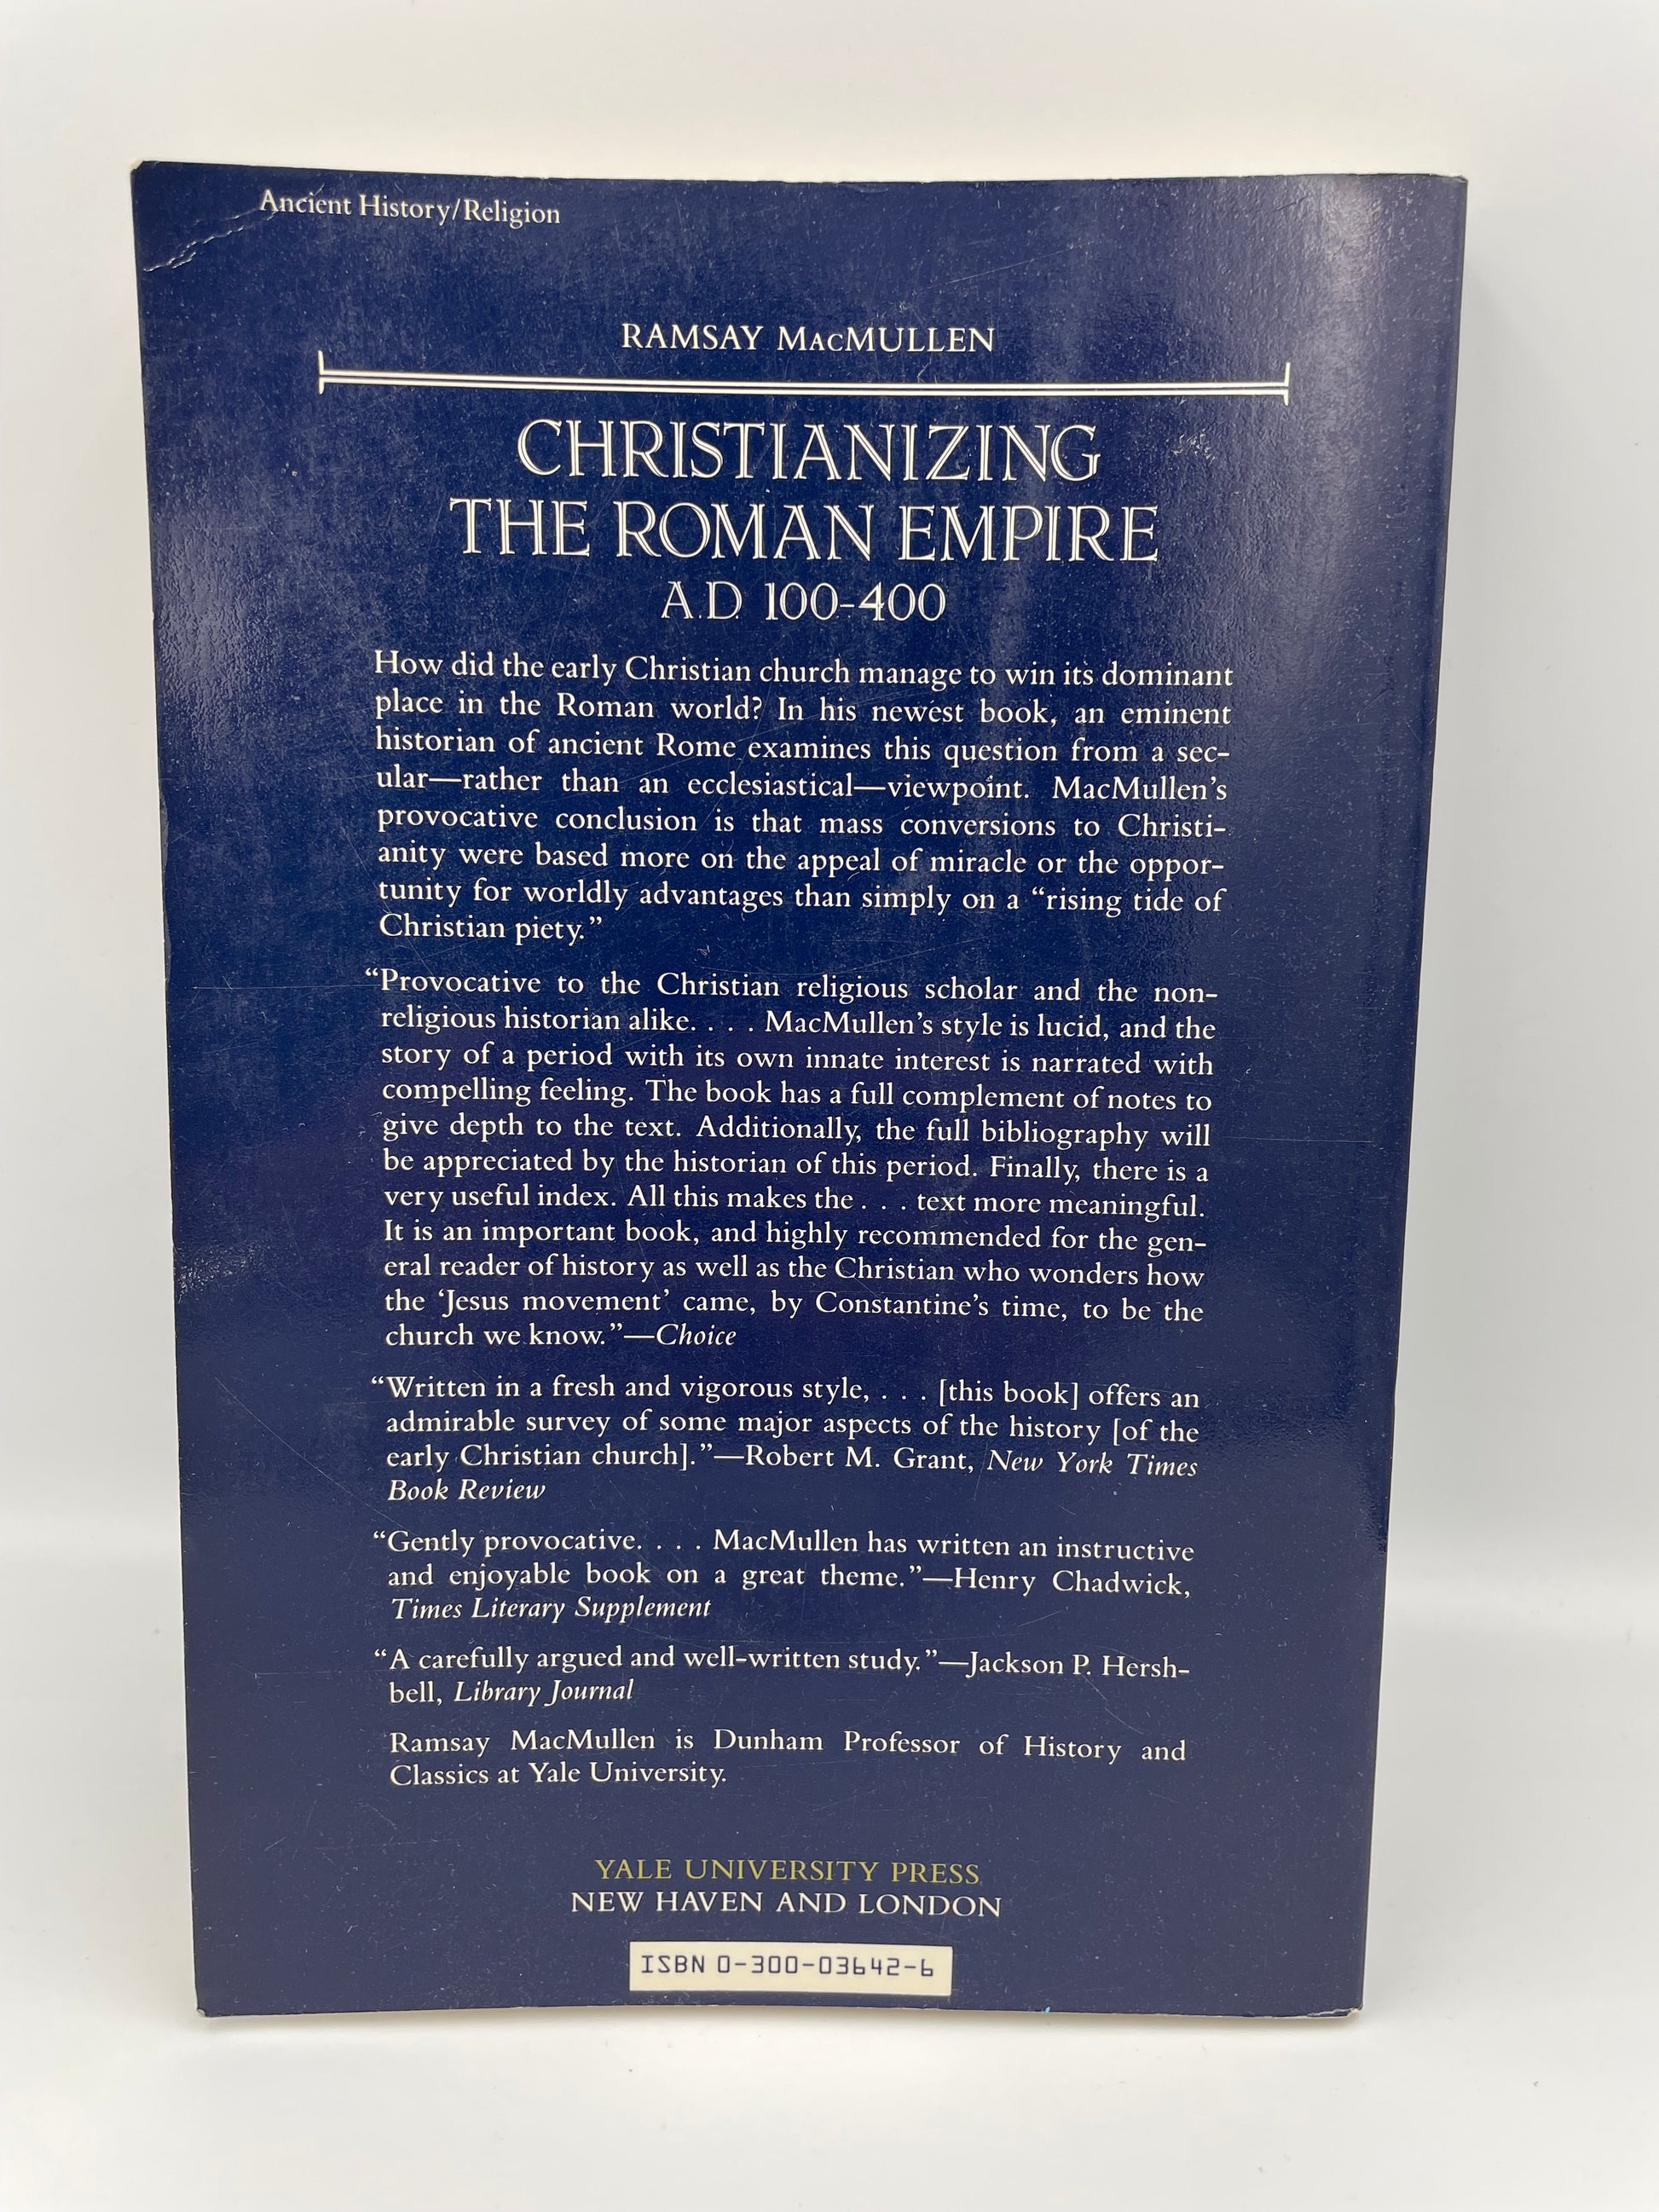 Ancient History/Religion
RAMSAY MACMULLEN
CHRISTIANIZING
THE ROMAN EMPIRE
A.D. 100-400
How did the early Christian church manage to win its dominant
place in the Roman world? In his newest book, an eminent
historian of ancient Rome examines this question from a sec-
ular—rather than an ecclesiastical—viewpoint. MacMullen's
provocative conclusion is that mass conversions to Christi-
anity were based more on the appeal of miracle or the oppor-
tunity for worldly advantages than simply on a “rising tide of
Christian piety.”
“Provocative to the Christian religious scholar and the non-
religious historian alike. . . . MacMullen's style is lucid, and the
story of a period with its own innate interest is narrated with
compelling feeling. The book has a full complement of notes to
give depth to the text. Additionally, the full bibliography will
be appreciated by the historian of this period. Finally, there is a
very useful index. All this makes the . . . text more meaningful.
It is an important book, and highly recommended for the gen-
eral reader of history as well as the Christian who wonders how
the ‘Jesus movement’ came, by Constantine's time, to be the
church we know.”—Choice
“Written in a fresh and vigorous style, . . . [this book] offers an
admirable survey of some major aspects of the history [of the
early Christian church].”—Robert M. Grant, New York Times
Book Review
“Gently provocative. . . . MacMullen has written an instructive
and enjoyable book on a great theme.”—Henry Chadwick,
Times Literary Supplement
“A carefully argued and well-written study.”—Jackson P. Hersh-
bell, Library Journal
Ramsay MacMullen is Dunham Professor of History and
Classics at Yale University.
YALE UNIVERSITY PRESS
NEW HAVEN AND LONDON
ISBN 0-300-03642-6